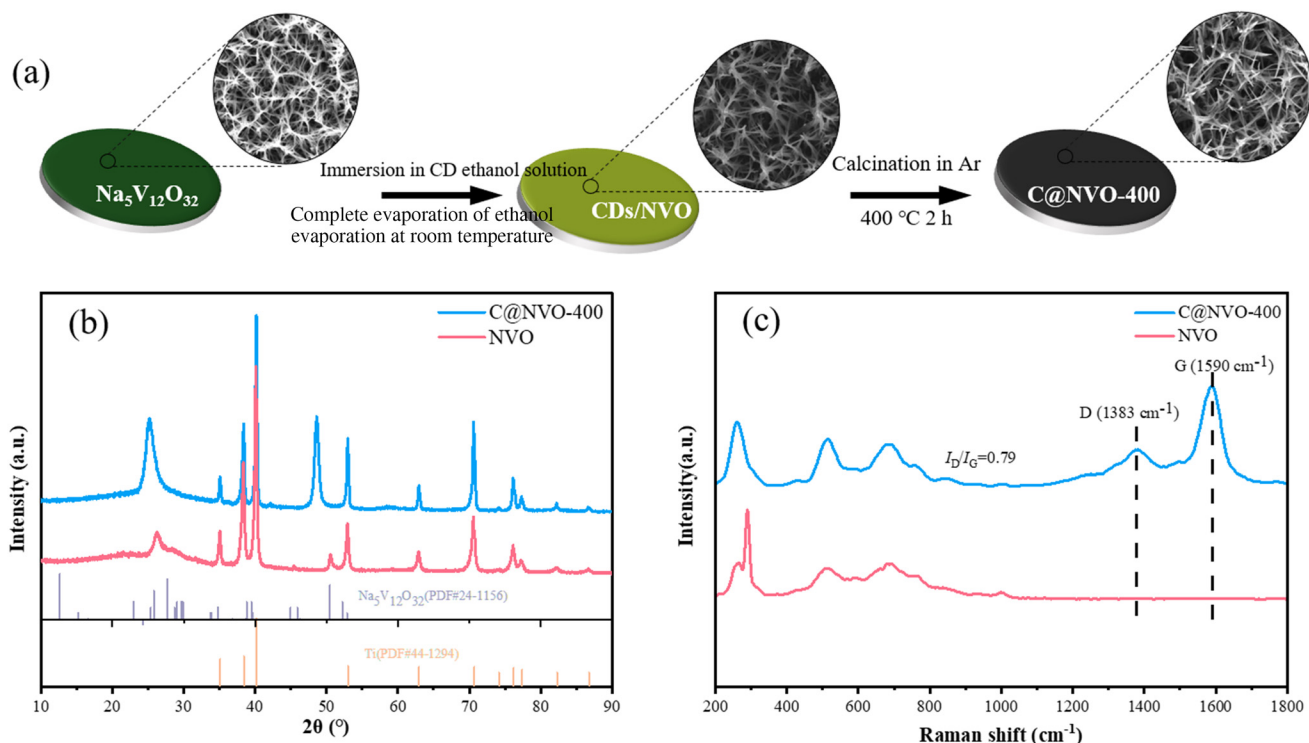 (a)
Na₅V₁₂O₃₂
Immersion in CD ethanol solution
Complete evaporation of ethanol
evaporation at room temperature
CDs/NVO
Calcination in Ar
400 °C 2 h
C@NVO-400
(b)
C@NVO-400
NVO
Na₅V₁₂O₃₂(PDF#24-1156)
Ti(PDF#44-1294)
Intensity (a.u.)
10 20 30 40 50 60 70 80 90
2θ (°)
(c)
C@NVO-400
NVO
G (1590 cm⁻¹)
D (1383 cm⁻¹)
I_D/I_G=0.79
Intensity(a.u.)
200 400 600 800 1000 1200 1400 1600 1800
Raman shift (cm⁻¹)